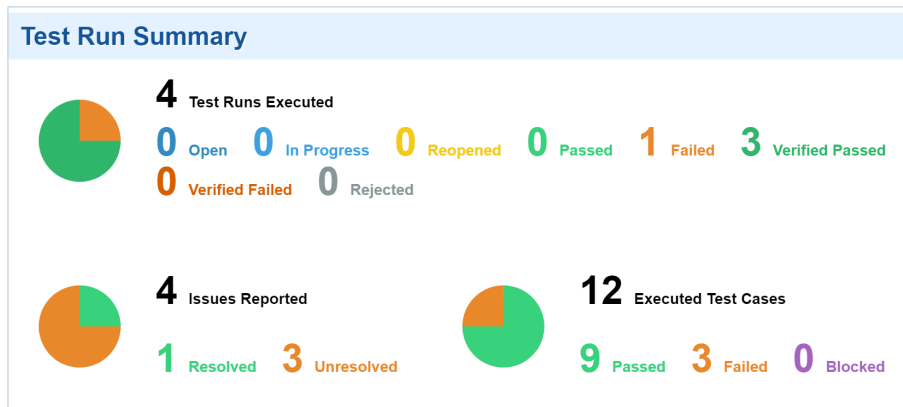 Test Run Summary
4 Test Runs Executed
0 Open 0 In Progress 0 Reopened 0 Passed 1 Failed 3 Verified Passed
0 Verified Failed 0 Rejected
4 Issues Reported
1 Resolved 3 Unresolved
12 Executed Test Cases
9 Passed 3 Failed 0 Blocked